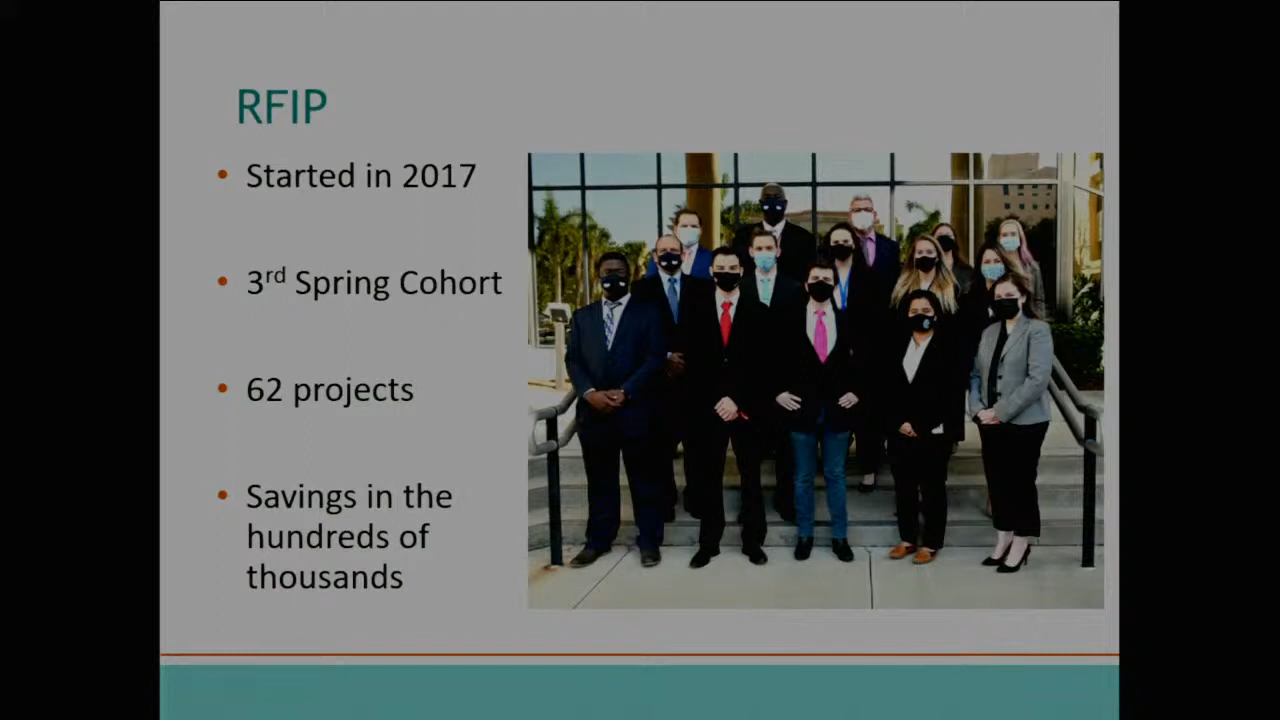 RFIP
• Started in 2017
• 3rd Spring Cohort
• 62 projects
• Savings in the
hundreds of
thousands